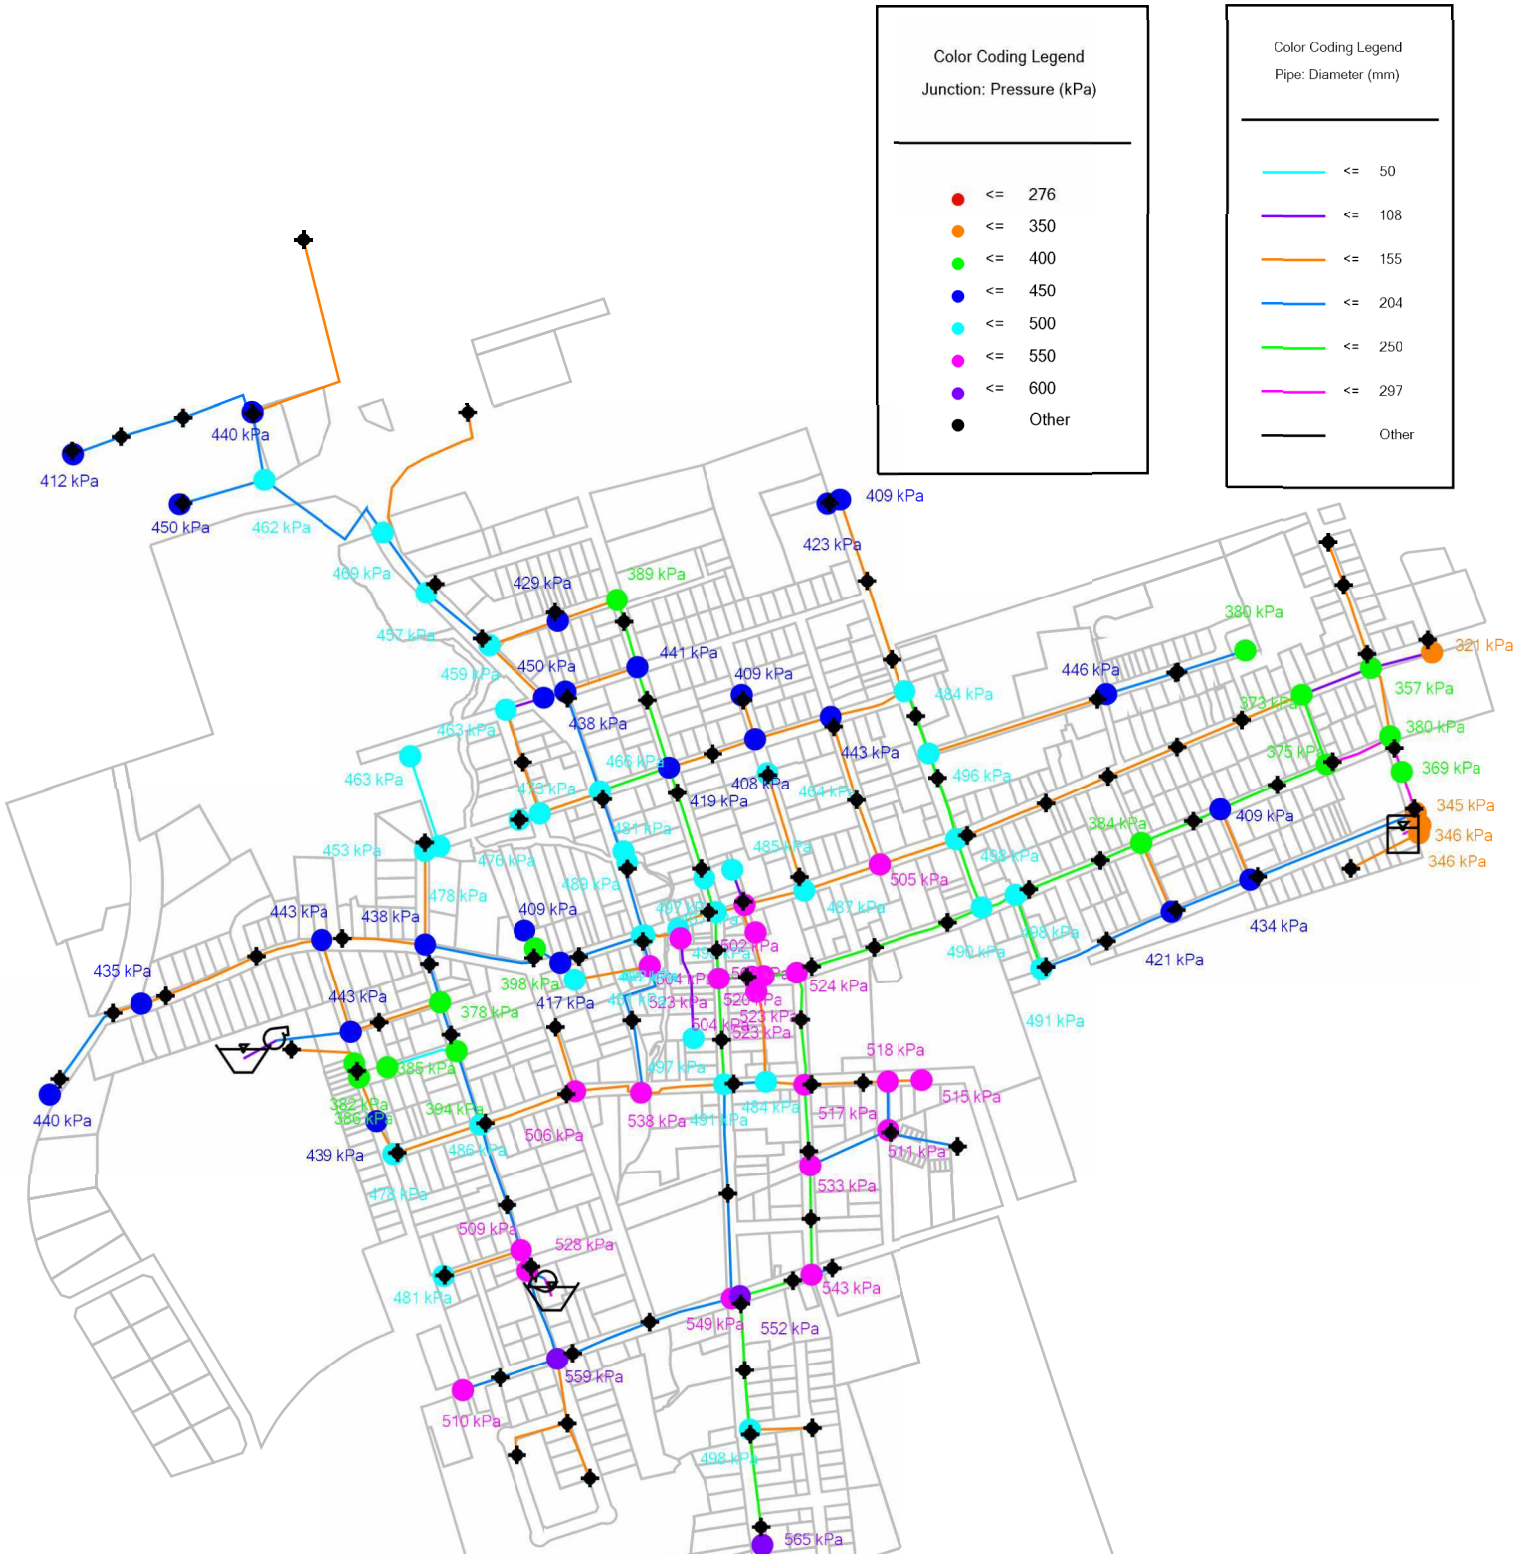 Color Coding Legend
Junction: Pressure (kPa)
<= 276
<= 350
<= 400
<= 450
<= 500
<= 550
<= 600
Other
Color Coding Legend
Pipe: Diameter (mm)
<= 50
<= 108
<= 155
<= 204
<= 250
<= 297
Other
440 kPa
412 kPa
450 kPa
462 kPa
409 kPa
423 kPa
469 kPa
429 kPa
389 kPa
380 kPa
457 kPa
321 kPa
459 kPa
450 kPa
441 kPa
409 kPa
446 kPa
357 kPa
484 kPa
373 kPa
463 kPa
438 kPa
443 kPa
380 kPa
466 kPa
375 kPa
463 kPa
473 kPa
408 kPa
464 kPa
496 kPa
369 kPa
419 kPa
345 kPa
409 kPa
384 kPa
481 kPa
346 kPa
453 kPa
476 kPa
485 kPa
498 kPa
346 kPa
478 kPa
489 kPa
505 kPa
443 kPa
438 kPa
409 kPa
497 kPa
487 kPa
434 kPa
498 kPa
435 kPa
502 kPa
490 kPa
421 kPa
398 kPa
504 kPa
524 kPa
417 kPa
523 kPa
520 kPa
443 kPa
378 kPa
504 kPa
523 kPa
523 kPa
491 kPa
385 kPa
497 kPa
518 kPa
382 kPa
394 kPa
484 kPa
515 kPa
440 kPa
386 kPa
538 kPa
491 kPa
517 kPa
506 kPa
439 kPa
486 kPa
511 kPa
478 kPa
533 kPa
509 kPa
528 kPa
481 kPa
543 kPa
549 kPa
552 kPa
559 kPa
510 kPa
498 kPa
565 kPa